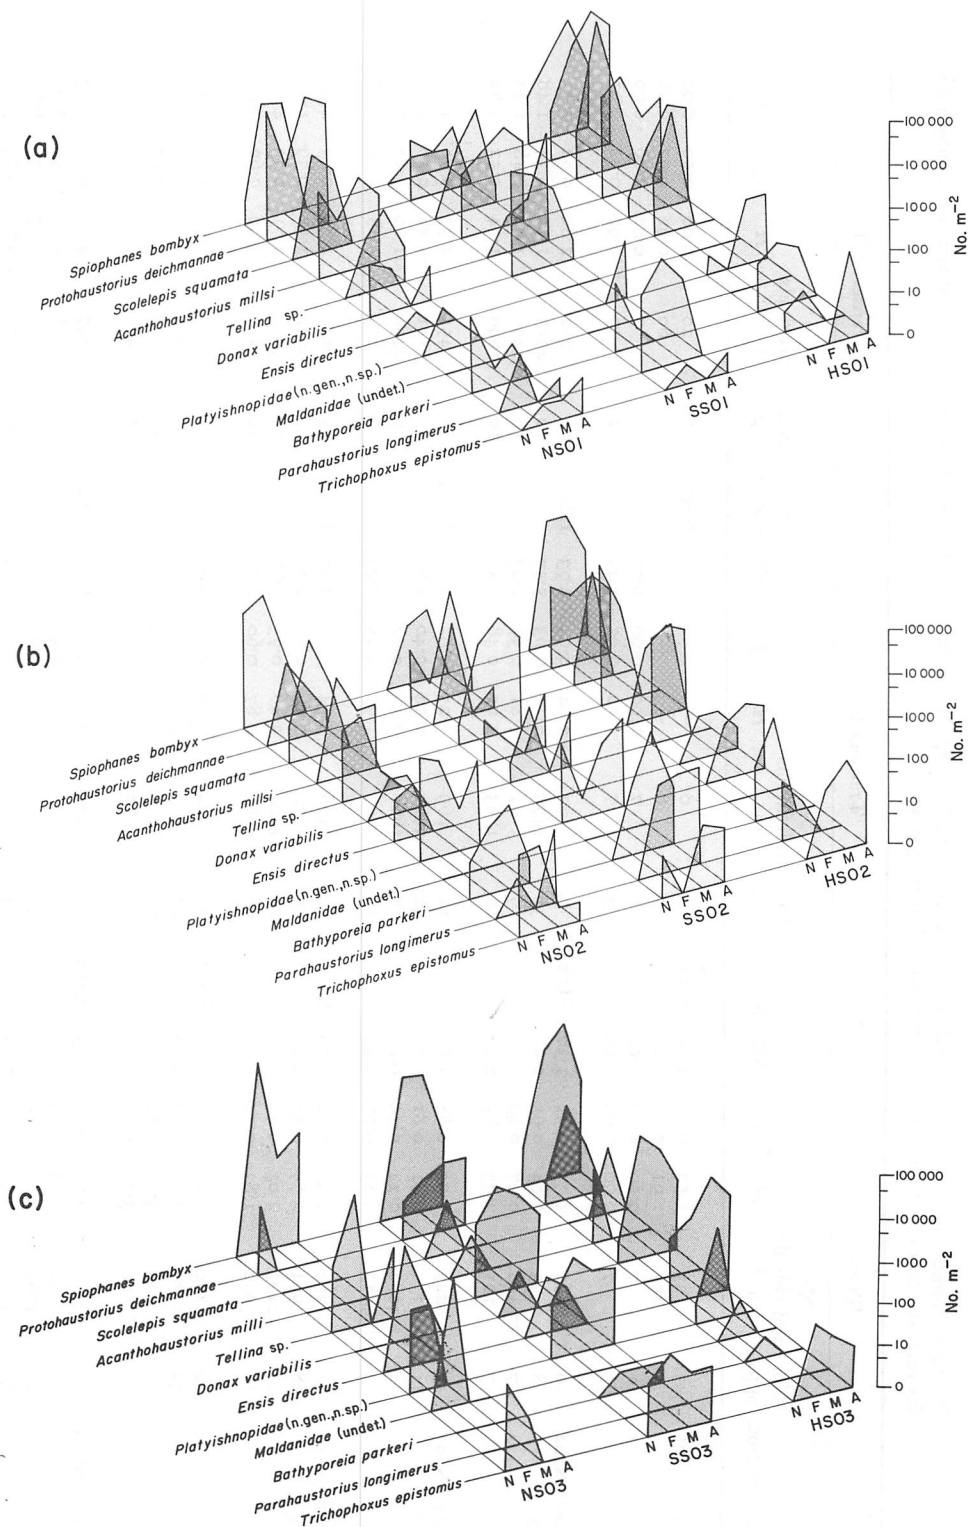 (a)
100 000
10 000
1000
100
10
0
No. m⁻²
Spiophanes bombyx
Protohaustorius deichmannae
Scolelepis squamata
Acanthohaustorius millsi
Tellina sp.
Donax variabilis
Ensis directus
Platyishnopidae (n.gen.,n.sp.)
Maldanidae (undet.)
Bathyporeia parkeri
Parahaustorius longimerus
Trichophoxus epistomus
N F M A
NS01
N F M A
SS01
N F M A
HS01
(b)
100 000
10 000
1000
100
10
0
No. m⁻²
Spiophanes bombyx
Protohaustorius deichmannae
Scolelepis squamata
Acanthohaustorius millsi
Tellina sp.
Donax variabilis
Ensis directus
Platyishnopidae (n.gen.,n.sp.)
Maldanidae (undet.)
Bathyporeia parkeri
Parahaustorius longimerus
Trichophoxus epistomus
N F M A
NS02
N F M A
SS02
N F M A
HS02
(c)
100 000
10 000
1000
100
10
0
No. m⁻²
Spiophanes bombyx
Protohaustorius deichmannae
Scolelepis squamata
Acanthohaustorius milli
Tellina sp.
Donax variabilis
Ensis directus
Platyishnopidae (n.gen.,n.sp.)
Maldanidae (undet.)
Bathyporeia parkeri
Parahaustorius longimerus
Trichophoxus epistomus
N F M A
NS03
N F M A
SS03
N F M A
HS03